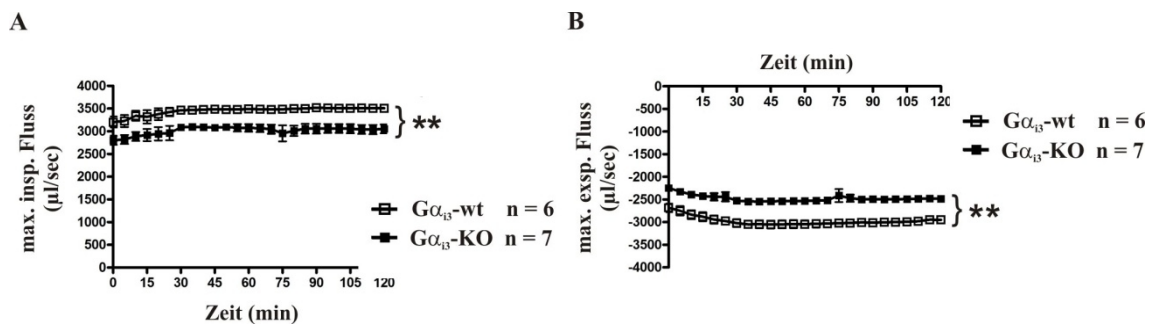 A
max. insp. Fluss
(µl/sec)
4000
3500
3000
2500
2000
1500
1000
500
0
**
Gαi3-wt n = 6
Gαi3-KO n = 7
0 15 30 45 60 75 90 105 120
Zeit (min)
B
Zeit (min)
15 30 45 60 75 90 105 120
max. exsp. Fluss
(µl/sec)
0
-500
-1000
-1500
-2000
-2500
-3000
-3500
-4000
Gαi3-wt n = 6
Gαi3-KO n = 7
**